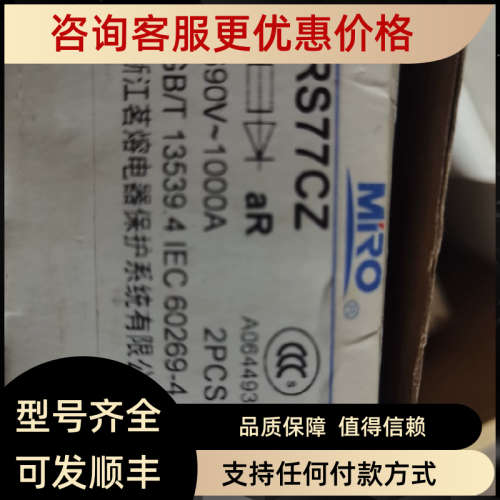 咨询客服更优惠价格
MiRO
®
RS77CZ
aR
690V~1000A
2PCS
GB/T 13539.4 IEC 60269-4
浙江茗熔电器保护系统有限公
A064493
CCC
S
型号齐全
可发顺丰
品质保障 值得信赖
支持任何付款方式